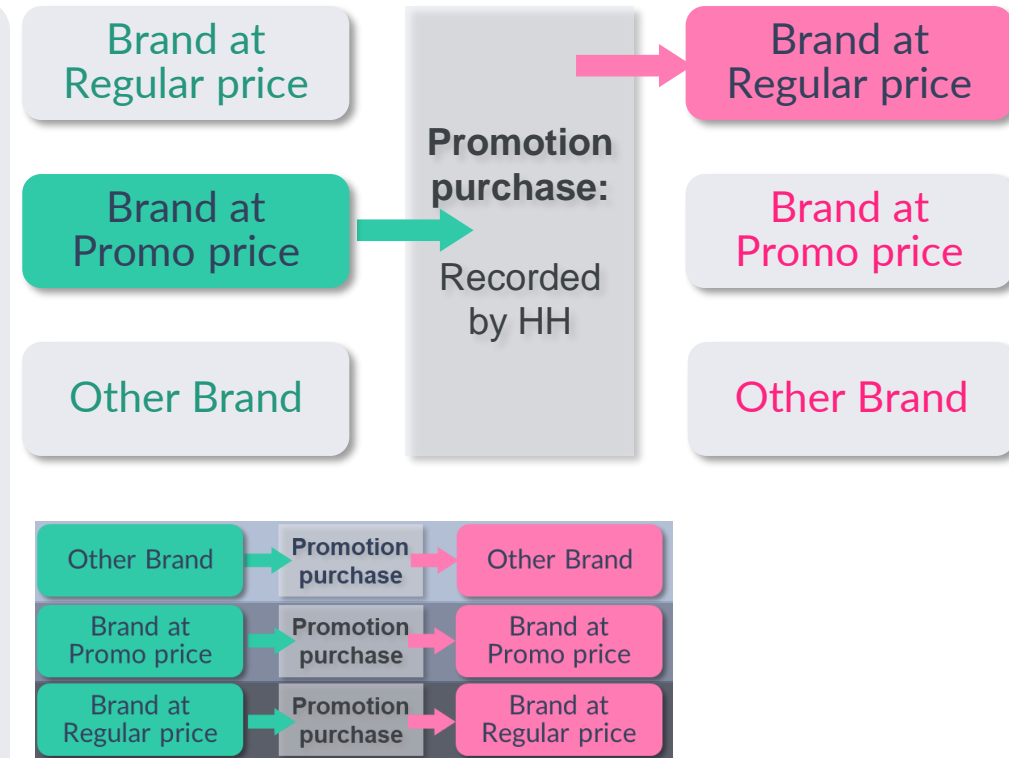 Brand at
Regular price
Brand at
Promo price
Other Brand
Promotion
purchase:
Recorded
by HH
Brand at
Regular price
Brand at
Promo price
Other Brand
Other Brand
Promotion
purchase
Other Brand
Brand at
Promo price
Promotion
purchase
Brand at
Promo price
Brand at
Regular price
Promotion
purchase
Brand at
Regular price